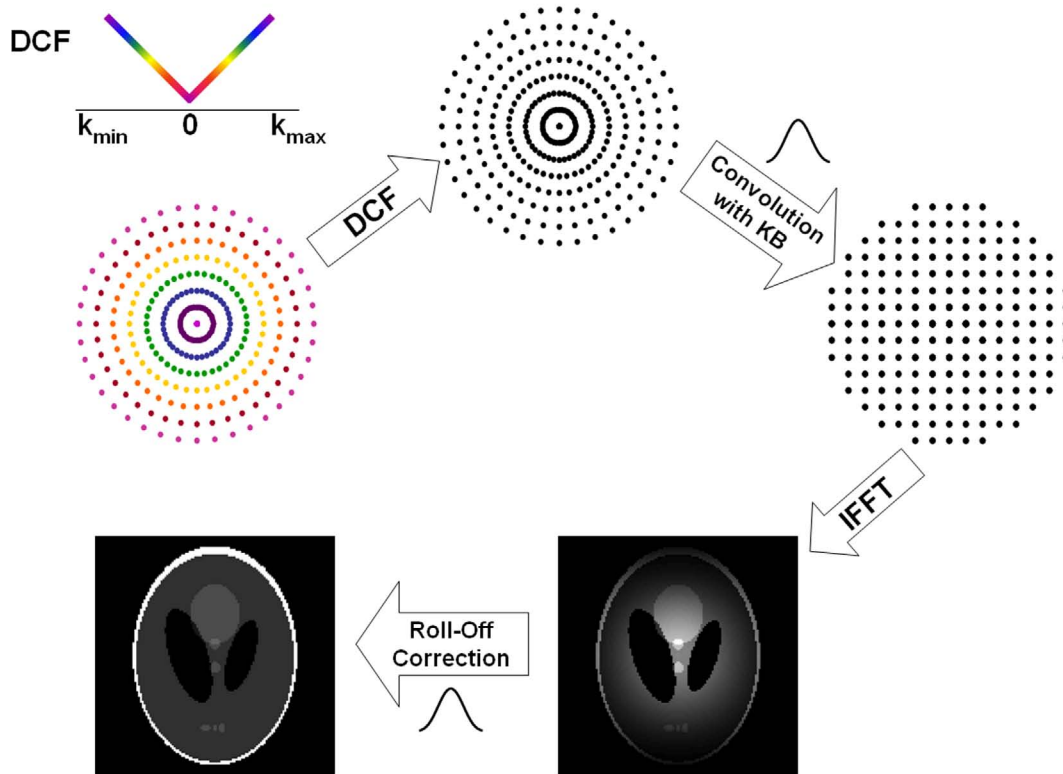 DCF
k_min 0 k_max
DCF
Convolution
with KB
IFFT
Roll-Off
Correction